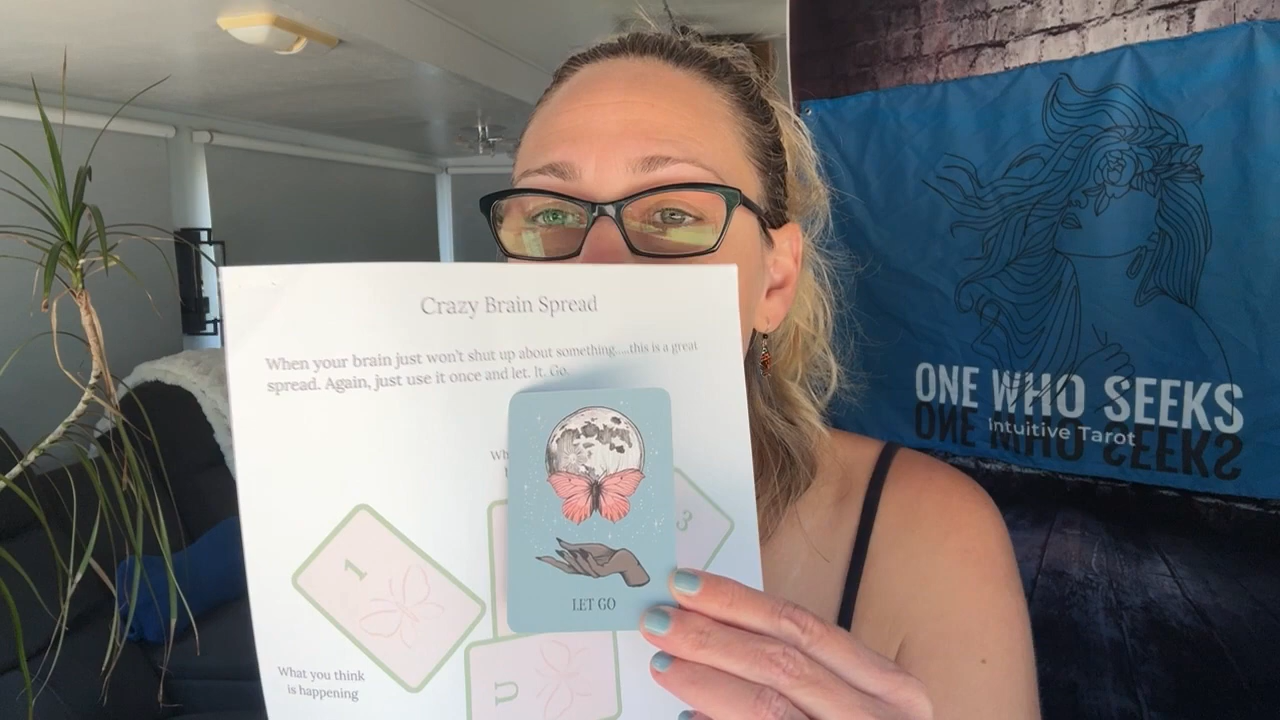 Crazy Brain Spread
When your brain just won't shut up about something.....this is a great
spread. Again, just use it once and let. It. Go.
Wh
1
3
LET GO
What you think
is happening
U
ONE WHO SEEKS
Intuitive Tarot
ONE WHO SEEKS